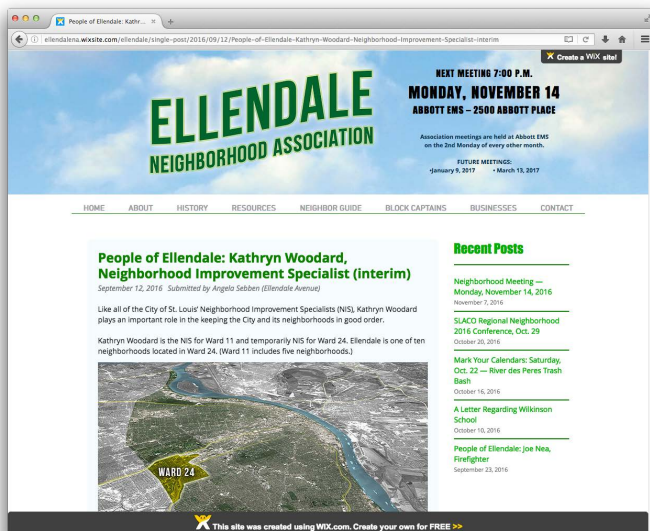 People of Ellendale: Kathr...
ellendalena.wixsite.com/ellendale/single-post/2016/09/12/People-of-Ellendale-Kathryn-Woodard-Neighborhood-Improvement-Specialist-interim
Create a WiX site!
ELLENDALE
NEIGHBORHOOD ASSOCIATION
NEXT MEETING 7:00 P.M.
MONDAY, NOVEMBER 14
ABBOTT EMS – 2500 ABBOTT PLACE
Association meetings are held at Abbott EMS
on the 2nd Monday of every other month.
FUTURE MEETINGS:
•January 9, 2017 • March 13, 2017
HOME ABOUT HISTORY RESOURCES NEIGHBOR GUIDE BLOCK CAPTAINS BUSINESSES CONTACT
People of Ellendale: Kathryn Woodard,
Neighborhood Improvement Specialist (interim)
September 12, 2016 Submitted by Angela Sebben (Ellendale Avenue)
Like all of the City of St. Louis' Neighborhood Improvement Specialists (NIS), Kathryn Woodard
plays an important role in the keeping the City and its neighborhoods in good order.
Kathryn Woodard is the NIS for Ward 11 and temporarily NIS for Ward 24. Ellendale is one of ten
neighborhoods located in Ward 24. (Ward 11 includes five neighborhoods.)
WARD 24
Recent Posts
Neighborhood Meeting —
Monday, November 14, 2016
November 7, 2016
SLACO Regional Neighborhood
2016 Conference, Oct. 29
October 20, 2016
Mark Your Calendars: Saturday,
Oct. 22 — River des Peres Trash
Bash
October 16, 2016
A Letter Regarding Wilkinson
School
October 10, 2016
People of Ellendale: Joe Nea,
Firefighter
September 23, 2016
This site was created using WIX.com. Create your own for FREE >>